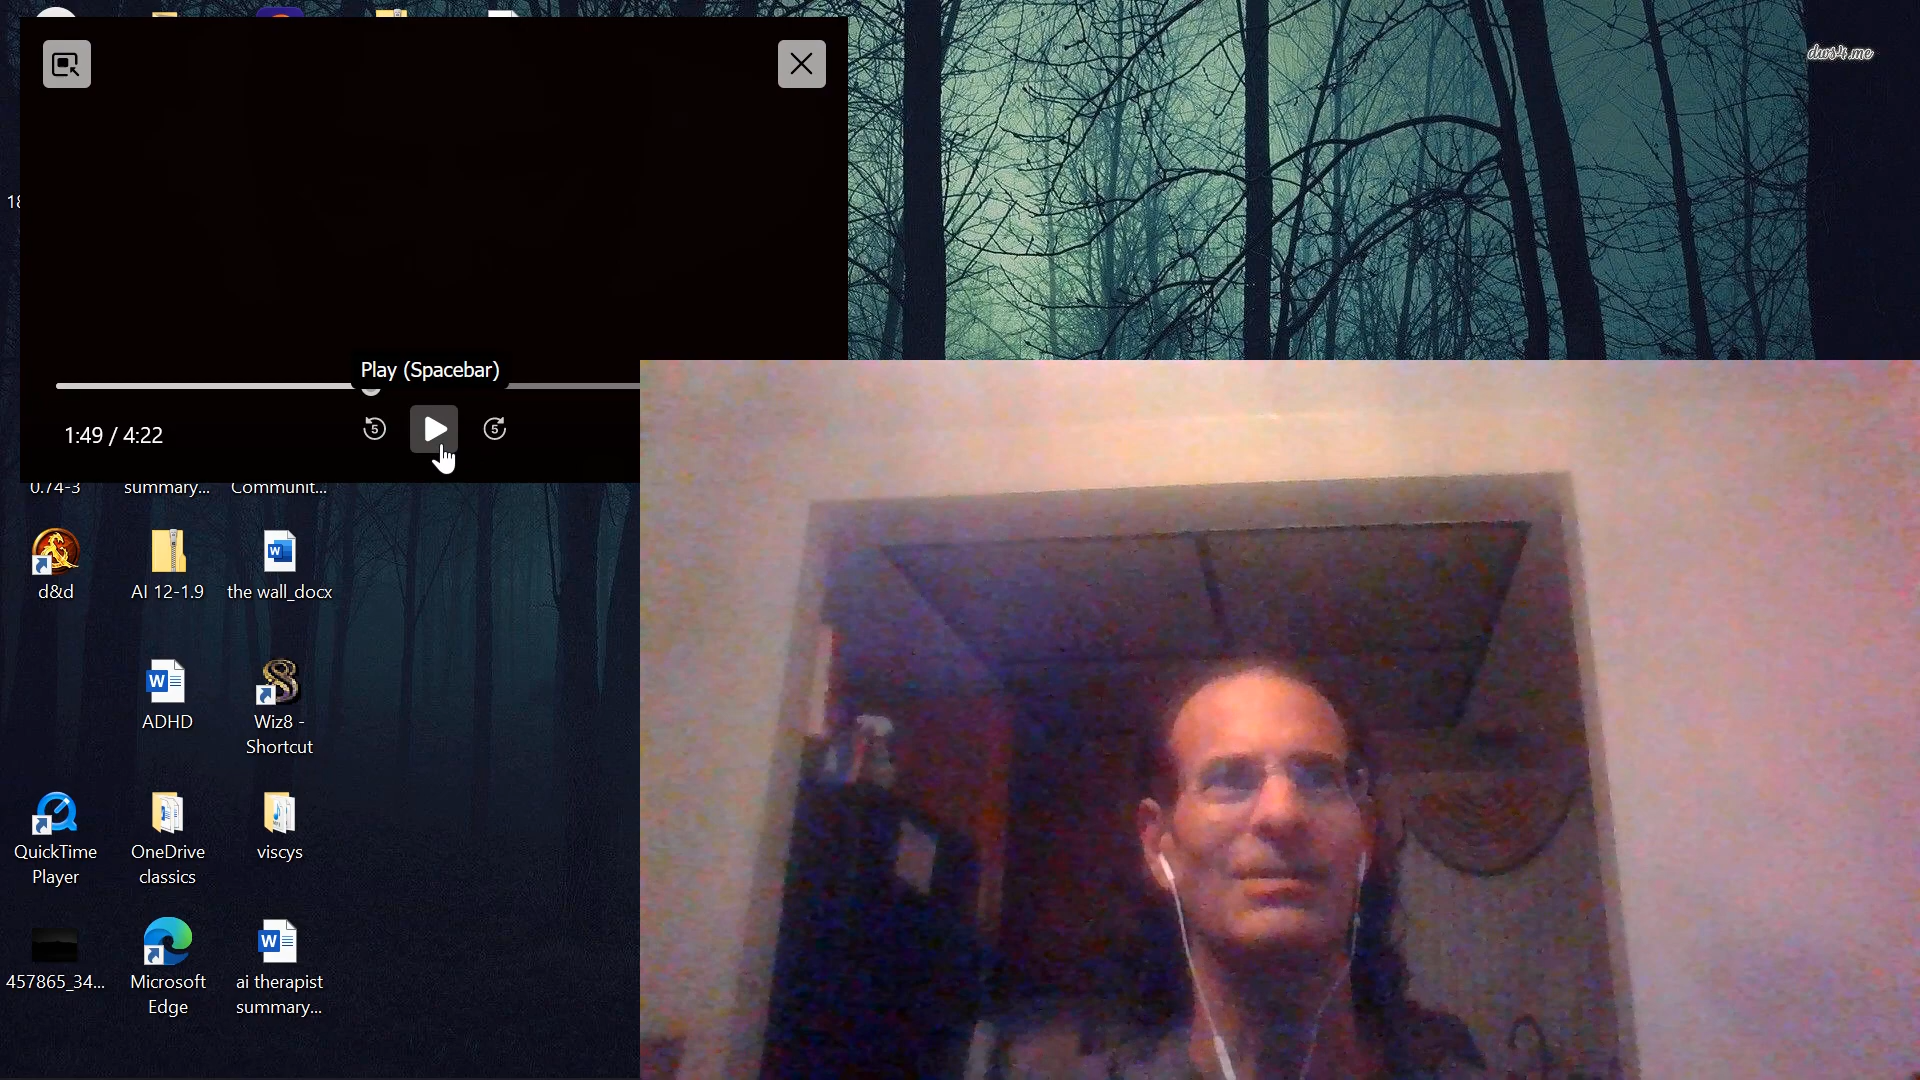 dws4.me
18
Play (Spacebar)
5
5
1:49 / 4:22
0.74-3
summary...
Communit...
d&d
AI 12-1.9
the wall_docx
ADHD
Wiz8 -
Shortcut
QuickTime
Player
OneDrive
classics
viscys
457865_34...
Microsoft
Edge
ai therapist
summary...